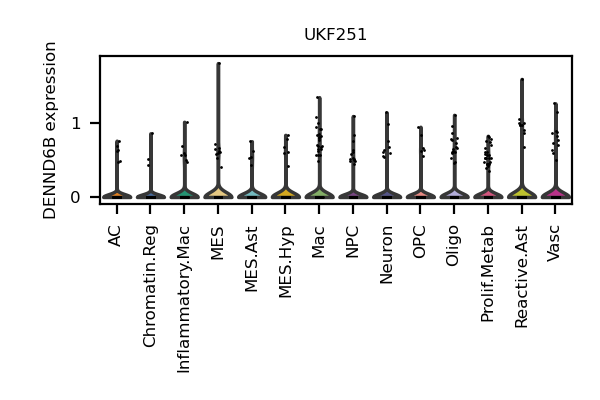 UKF251
DENND6B expression
1
0
AC
Chromatin.Reg
Inflammatory.Mac
MES
MES.Ast
MES.Hyp
Mac
NPC
Neuron
OPC
Oligo
Prolif.Metab
Reactive.Ast
Vasc